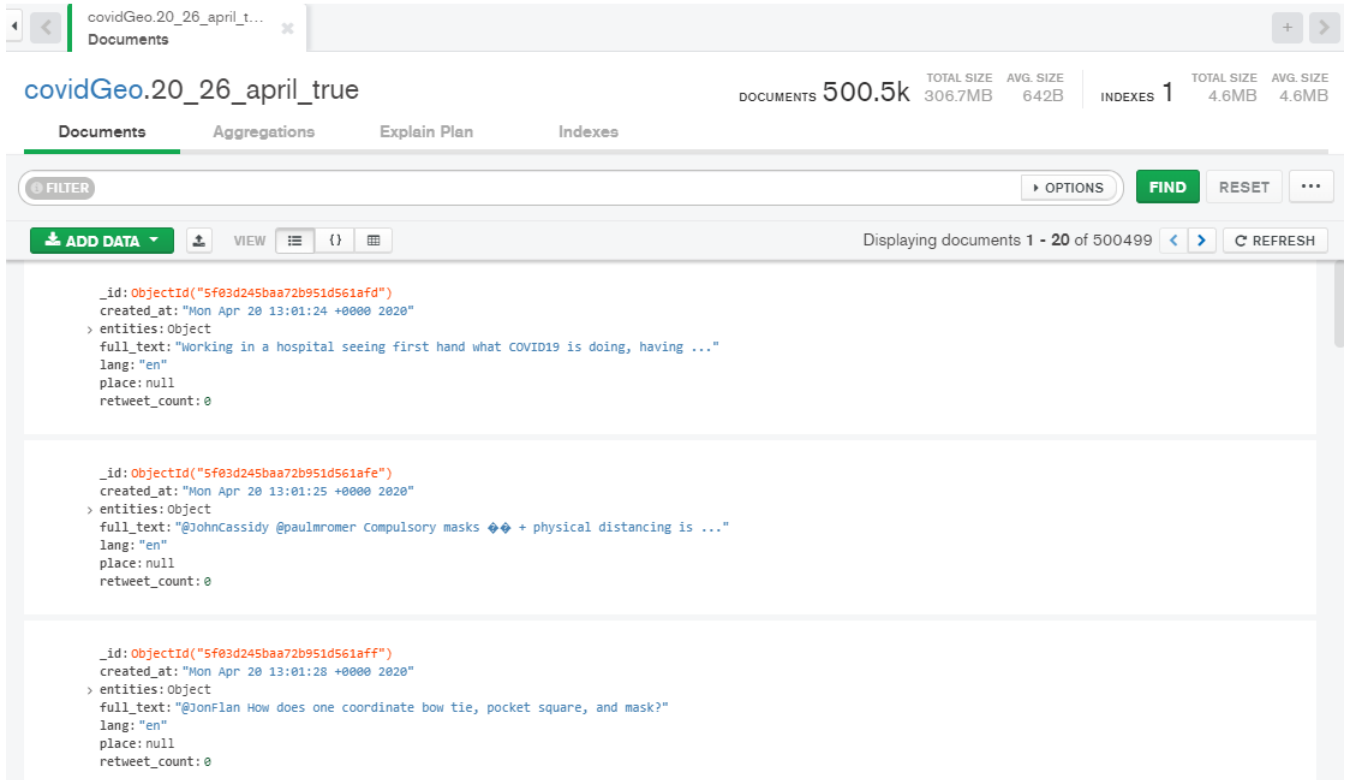 covidGeo.20_26_april_t...
Documents
covidGeo.20_26_april_true
DOCUMENTS 500.5k TOTAL SIZE 306.7MB AVG. SIZE 642B INDEXES 1 TOTAL SIZE 4.6MB AVG. SIZE 4.6MB
Documents Aggregations Explain Plan Indexes
FILTER OPTIONS FIND RESET ...
ADD DATA VIEW {} Displaying documents 1 - 20 of 500499 < > REFRESH
_id: ObjectId("5f03d245baa72b951d561afd")
created_at: "Mon Apr 20 13:01:24 +0000 2020"
> entities: Object
full_text: "Working in a hospital seeing first hand what COVID19 is doing, having ..."
lang: "en"
place: null
retweet_count: 0
_id: ObjectId("5f03d245baa72b951d561afe")
created_at: "Mon Apr 20 13:01:25 +0000 2020"
> entities: Object
full_text: "@JohnCassidy @paulmromer Compulsory masks �� + physical distancing is ..."
lang: "en"
place: null
retweet_count: 0
_id: ObjectId("5f03d245baa72b951d561aff")
created_at: "Mon Apr 20 13:01:28 +0000 2020"
> entities: Object
full_text: "@JonFlan How does one coordinate bow tie, pocket square, and mask?"
lang: "en"
place: null
retweet_count: 0